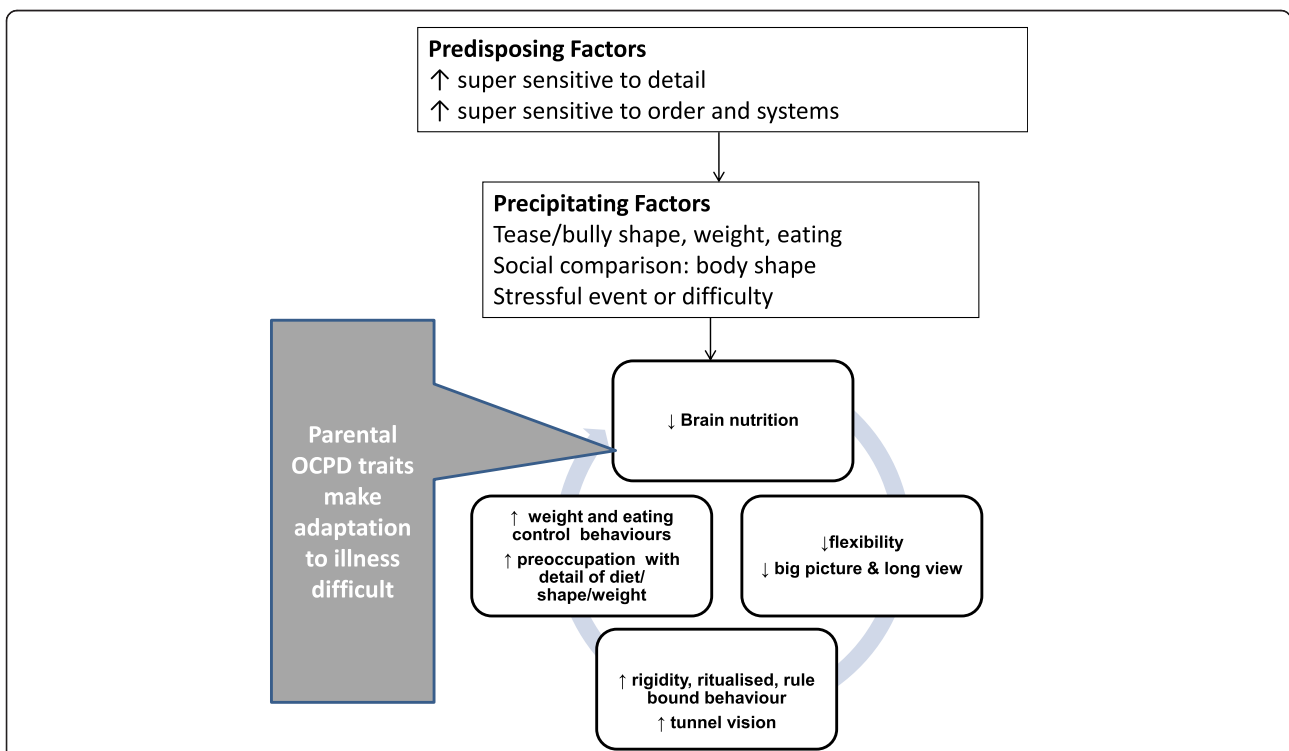 Predisposing Factors
↑ super sensitive to detail
↑ super sensitive to order and systems
Precipitating Factors
Tease/bully shape, weight, eating
Social comparison: body shape
Stressful event or difficulty
Parental
OCPD traits
make
adaptation
to illness
difficult
↓ Brain nutrition
↑ weight and eating
control behaviours
↑ preoccupation with
detail of diet/
shape/weight
↓flexibility
↓ big picture & long view
↑ rigidity, ritualised, rule
bound behaviour
↑ tunnel vision